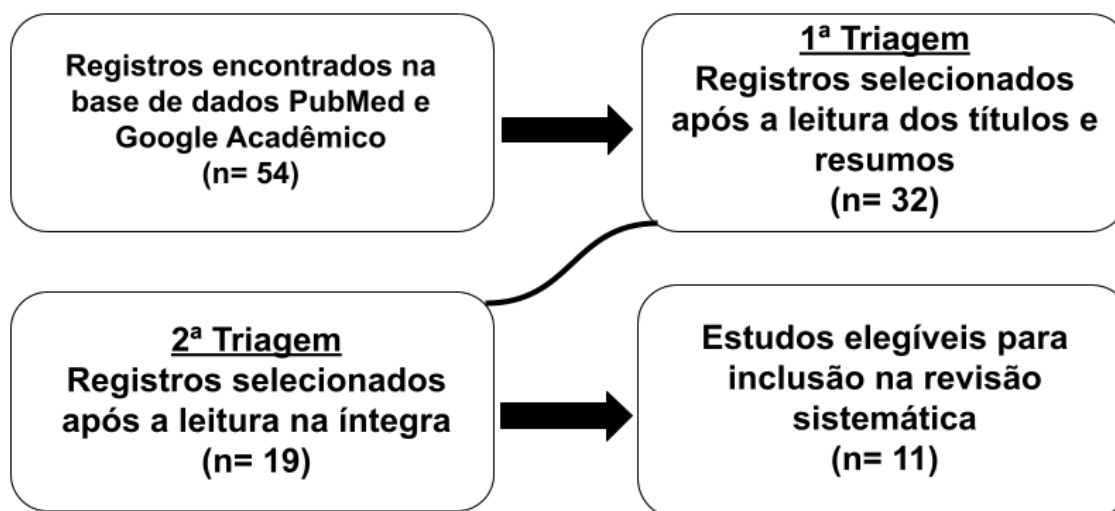 Registros encontrados na
base de dados PubMed e
Google Acadêmico
(n= 54)
1ª Triagem
Registros selecionados
após a leitura dos títulos e
resumos
(n= 32)
2ª Triagem
Registros selecionados
após a leitura na íntegra
(n= 19)
Estudos elegíveis para
inclusão na revisão
sistemática
(n= 11)